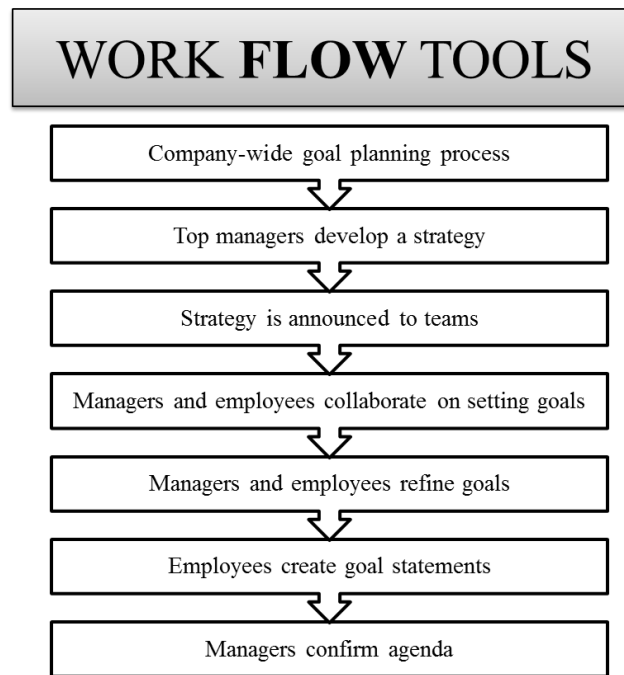 WORK FLOW TOOLS
Company-wide goal planning process
Top managers develop a strategy
Strategy is announced to teams
Managers and employees collaborate on setting goals
Managers and employees refine goals
Employees create goal statements
Managers confirm agenda